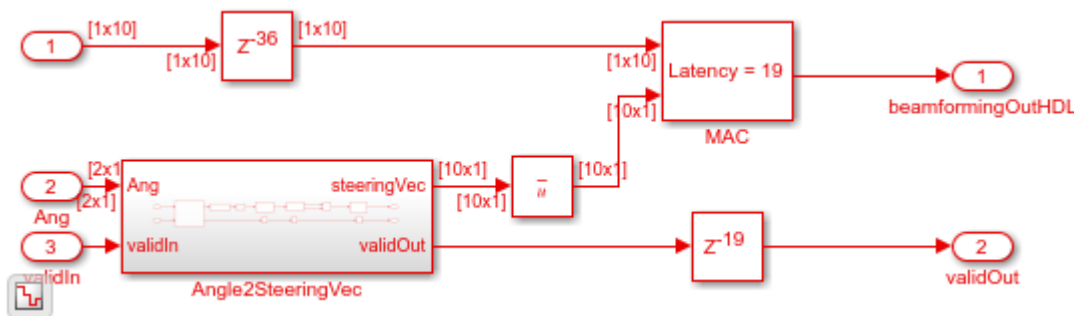 [1x10]
[1x10]
1
[1x10]
Z-36
[1x10]
Latency = 19
MAC
1
beamformingOutHDL
[10x1]
[2x1
[2x1]
2
Ang
Ang
steeringVec
[10x1]
[10x1]
u
[10x1]
3
validIn
validIn
validOut
Angle2SteeringVec
Z-19
2
validOut